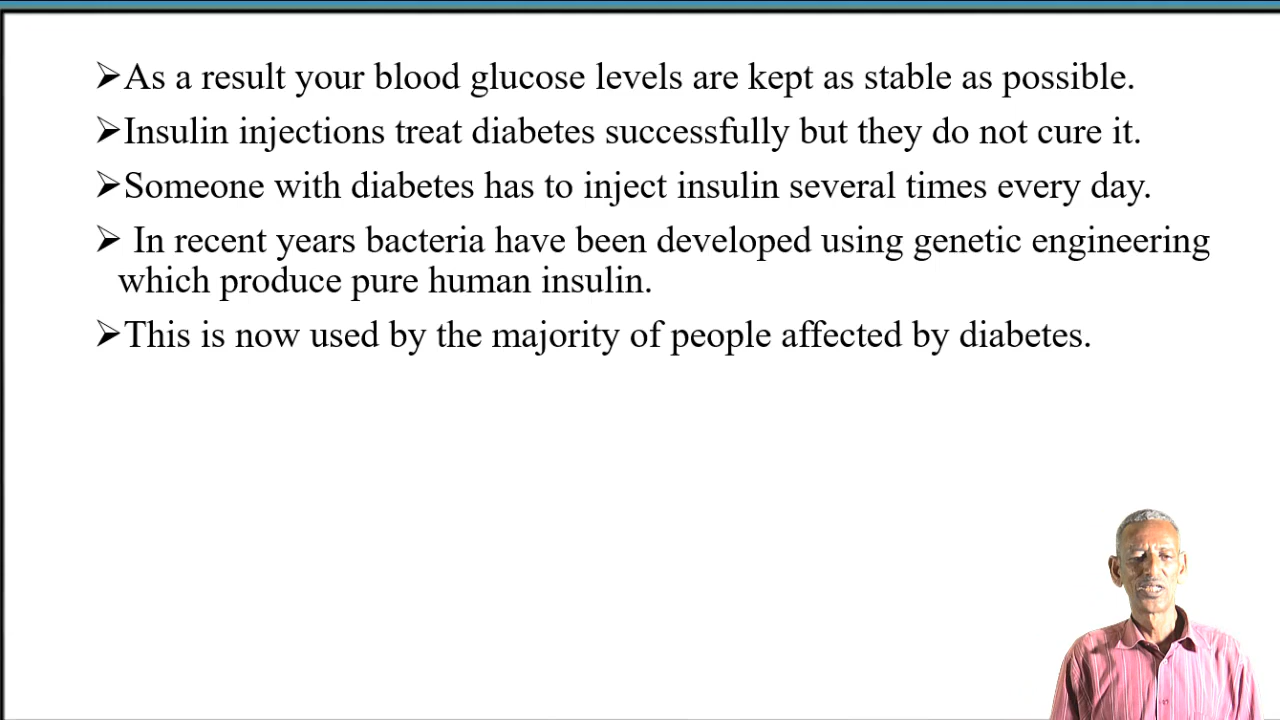 ➢As a result your blood glucose levels are kept as stable as possible.
➢Insulin injections treat diabetes successfully but they do not cure it.
➢Someone with diabetes has to inject insulin several times every day.
➢ In recent years bacteria have been developed using genetic engineering
which produce pure human insulin.
➢This is now used by the majority of people affected by diabetes.